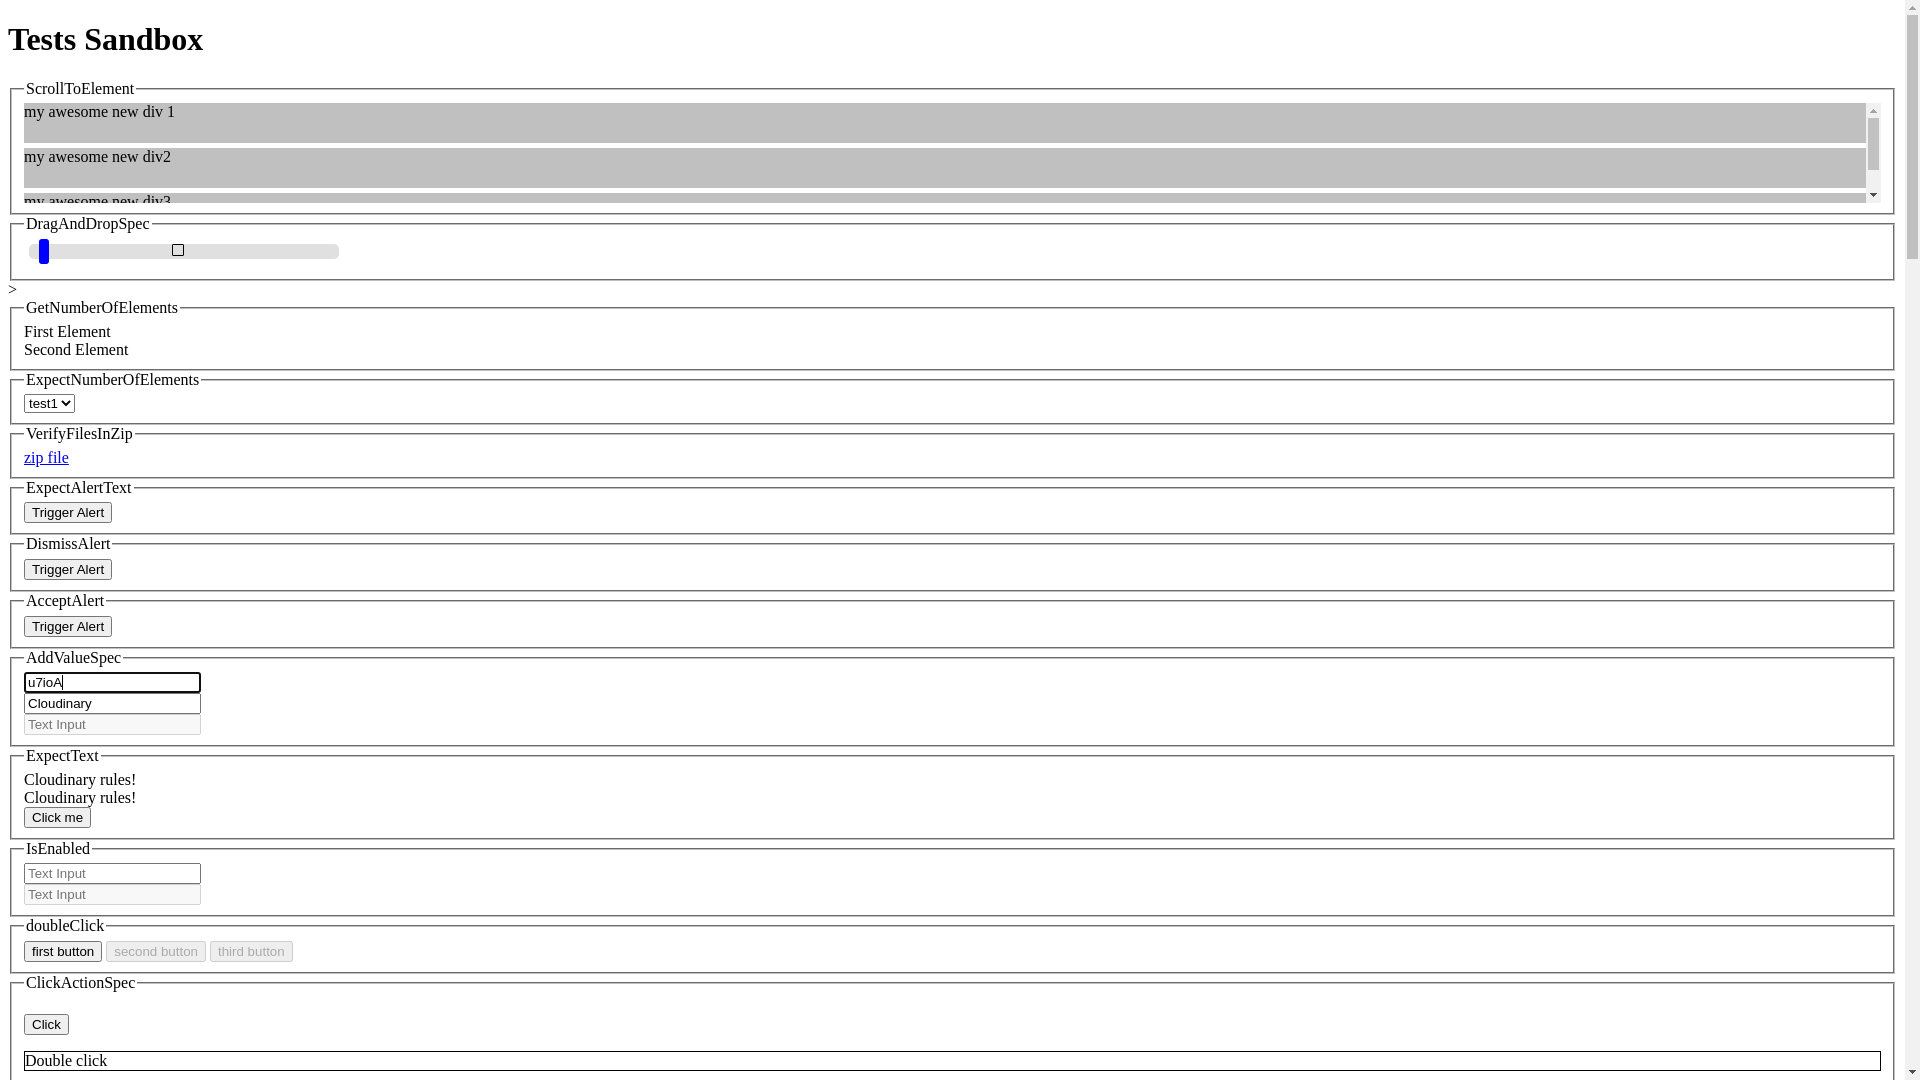 Tests Sandbox
ScrollToElement
my awesome new div 1
my awesome new div2
my awesome new div3
DragAndDropSpec
>
GetNumberOfElements
First Element
Second Element
ExpectNumberOfElements
test1
VerifyFilesInZip
zip file
ExpectAlertText
Trigger Alert
DismissAlert
Trigger Alert
AcceptAlert
Trigger Alert
AddValueSpec
u7ioA
Cloudinary
Text Input
ExpectText
Cloudinary rules!
Cloudinary rules!
Click me
IsEnabled
Text Input
Text Input
doubleClick
first button second button third button
ClickActionSpec
Click
Double click